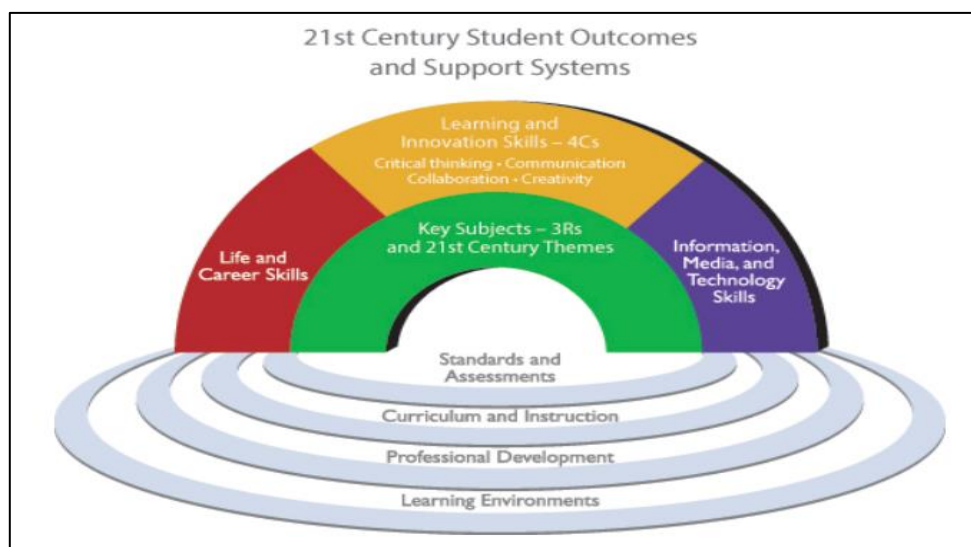 21st Century Student Outcomes
and Support Systems
Learning and
Innovation Skills – 4Cs
Critical thinking • Communication
Collaboration • Creativity
Key Subjects – 3Rs
and 21st Century Themes
Life and
Career Skills
Information,
Media, and
Technology
Skills
Standards and
Assessments
Curriculum and Instruction
Professional Development
Learning Environments